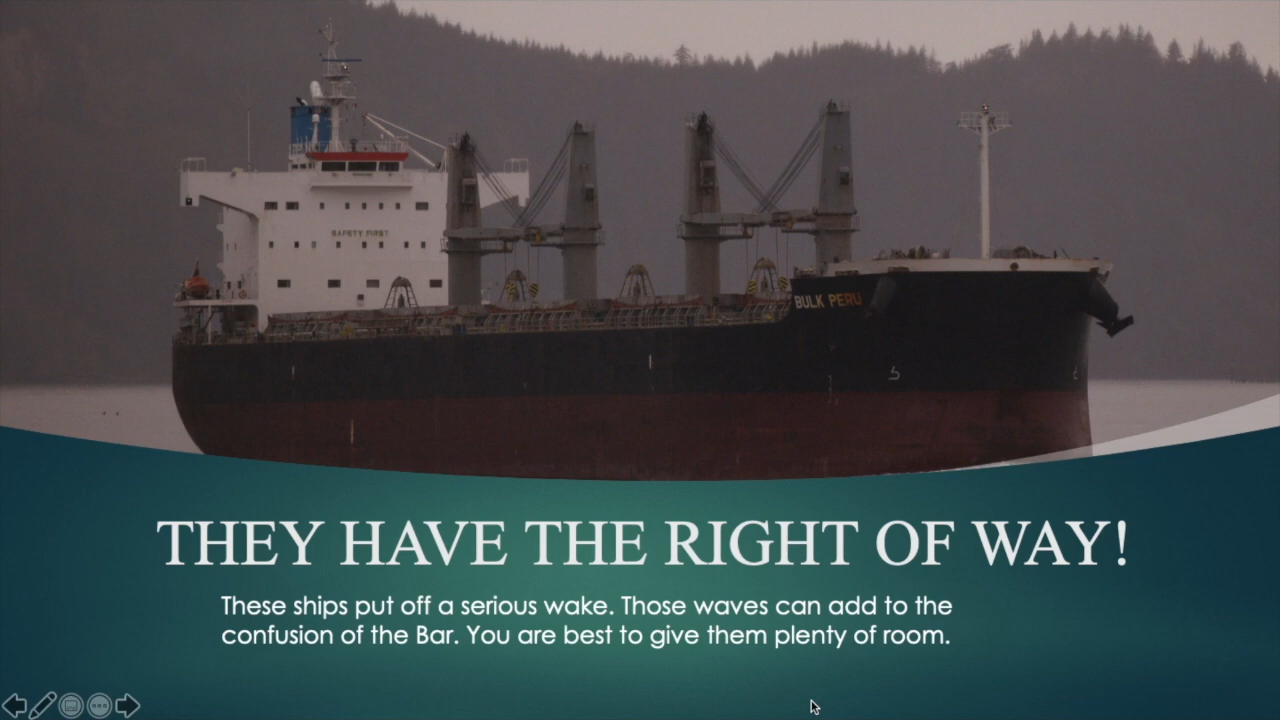 SAFETY FIRST
BULK PERU
THEY HAVE THE RIGHT OF WAY!
These ships put off a serious wake. Those waves can add to the
confusion of the Bar. You are best to give them plenty of room.